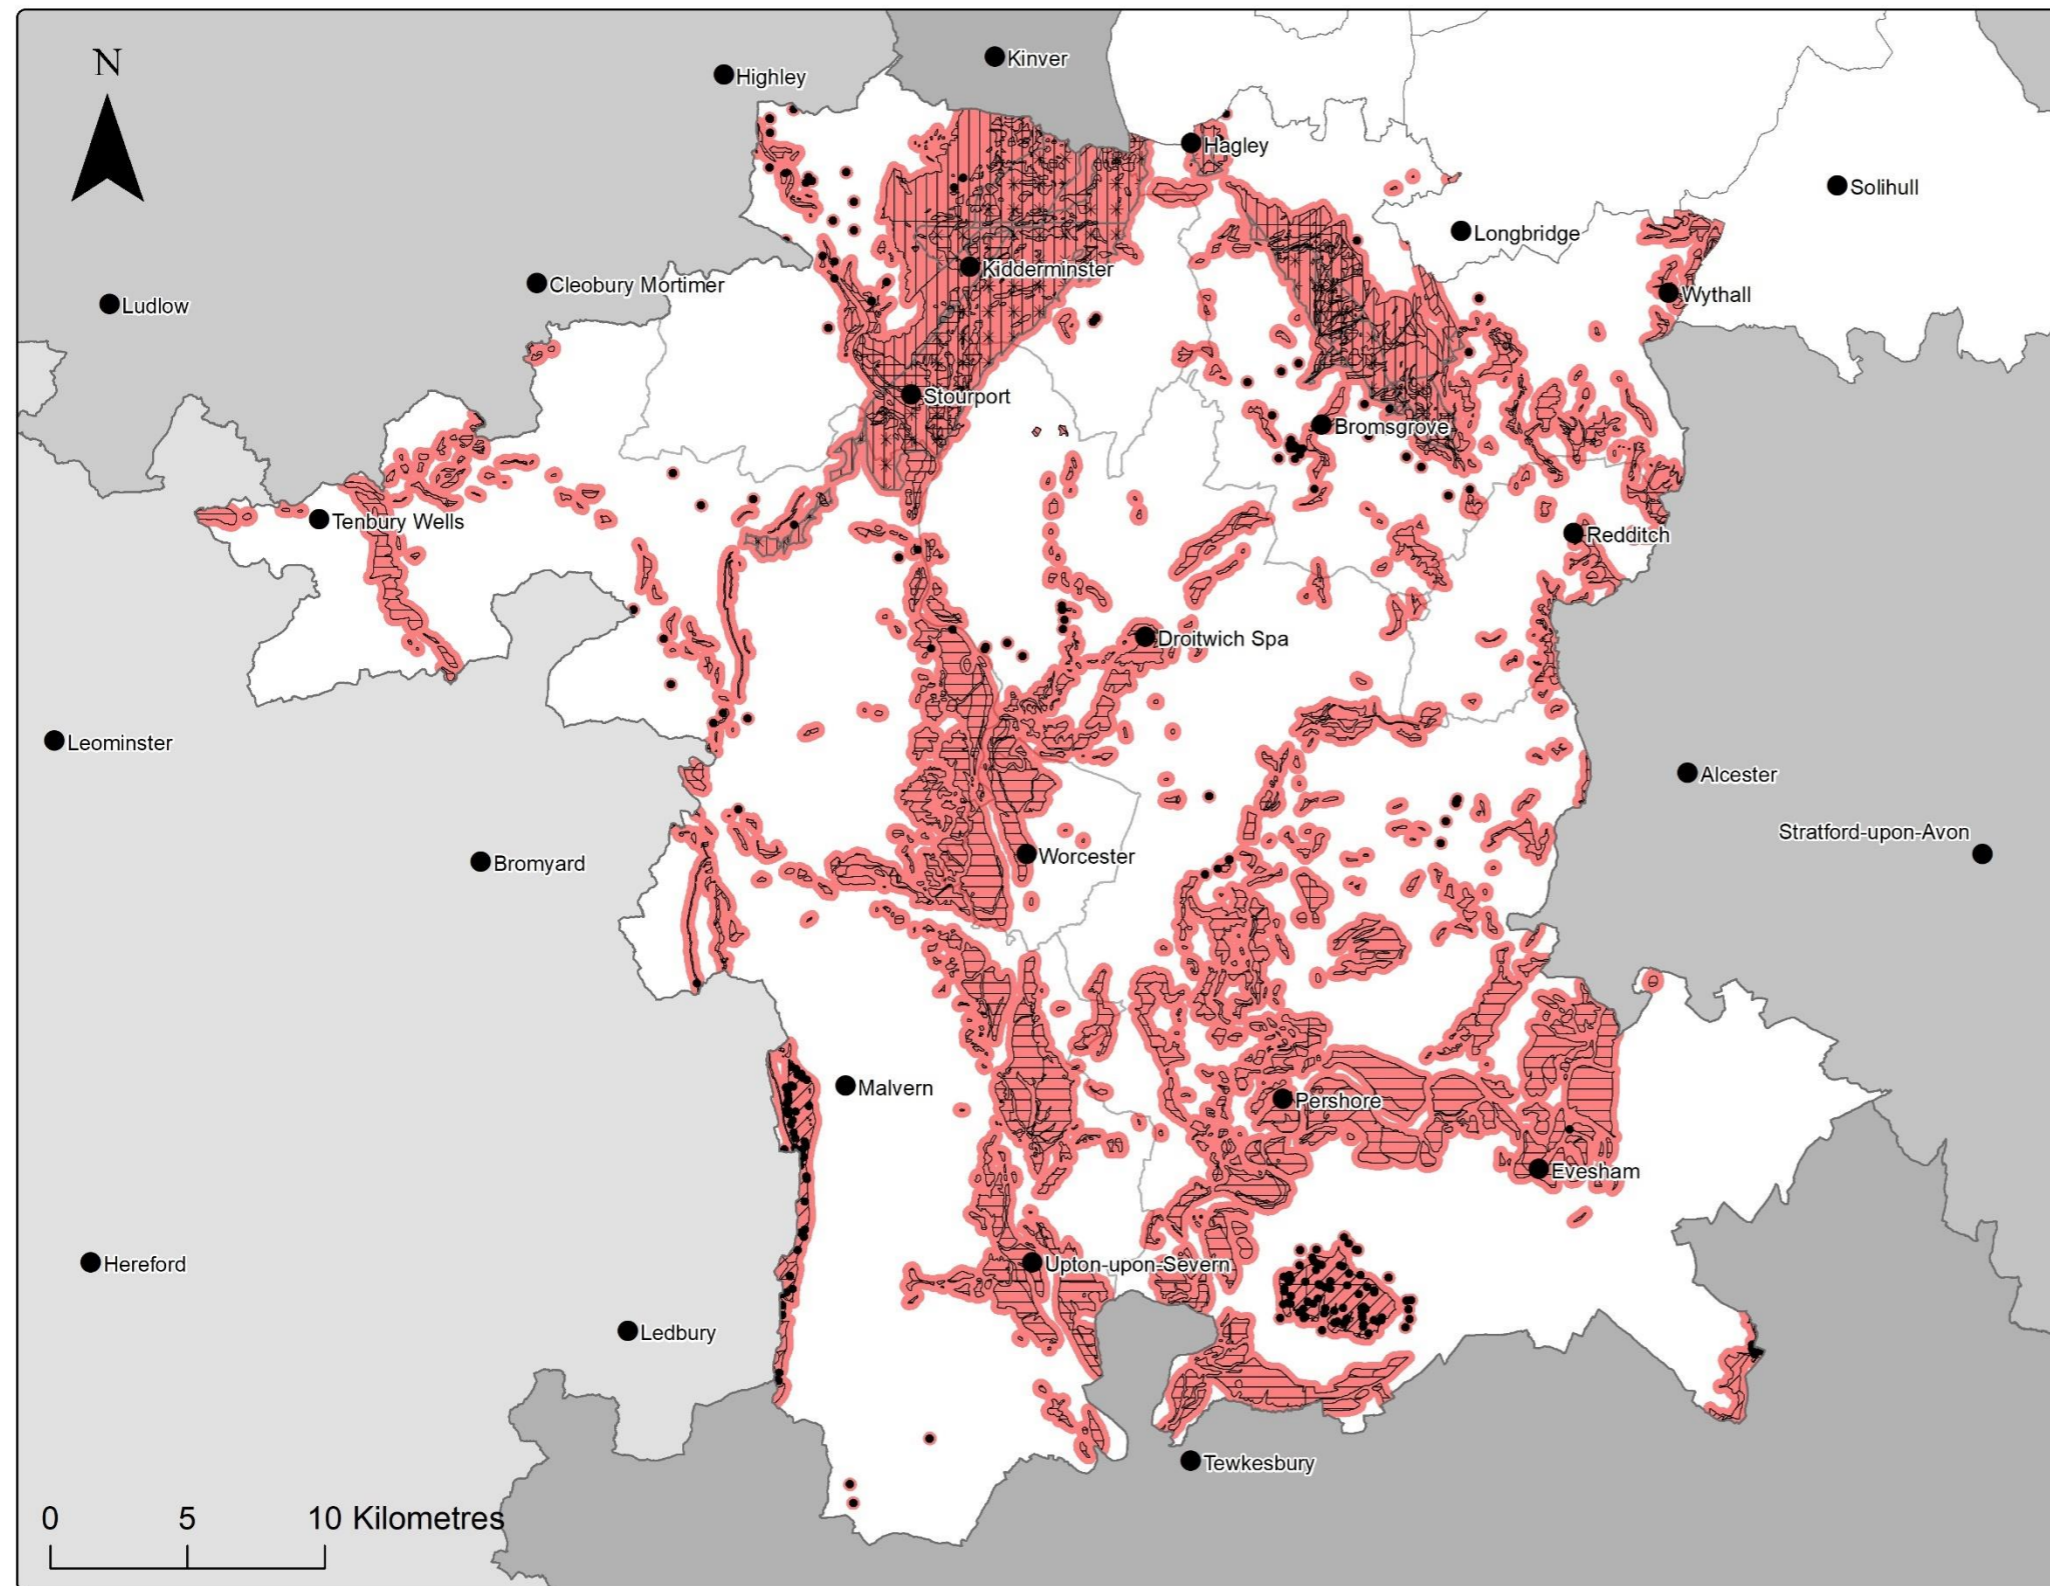 N
Kinver
Highley
Hagley
Solihull
Longbridge
Kidderminster
Cleobury Mortimer
Wythall
Ludlow
Stourport
Bromsgrove
Tenbury Wells
Redditch
Droitwich Spa
Leominster
Alcester
Stratford-upon-Avon
Worcester
Bromyard
Malvern
Pershore
Evesham
Hereford
Upton-upon-Severn
Ledbury
Tewkesbury
0 5 10 Kilometres